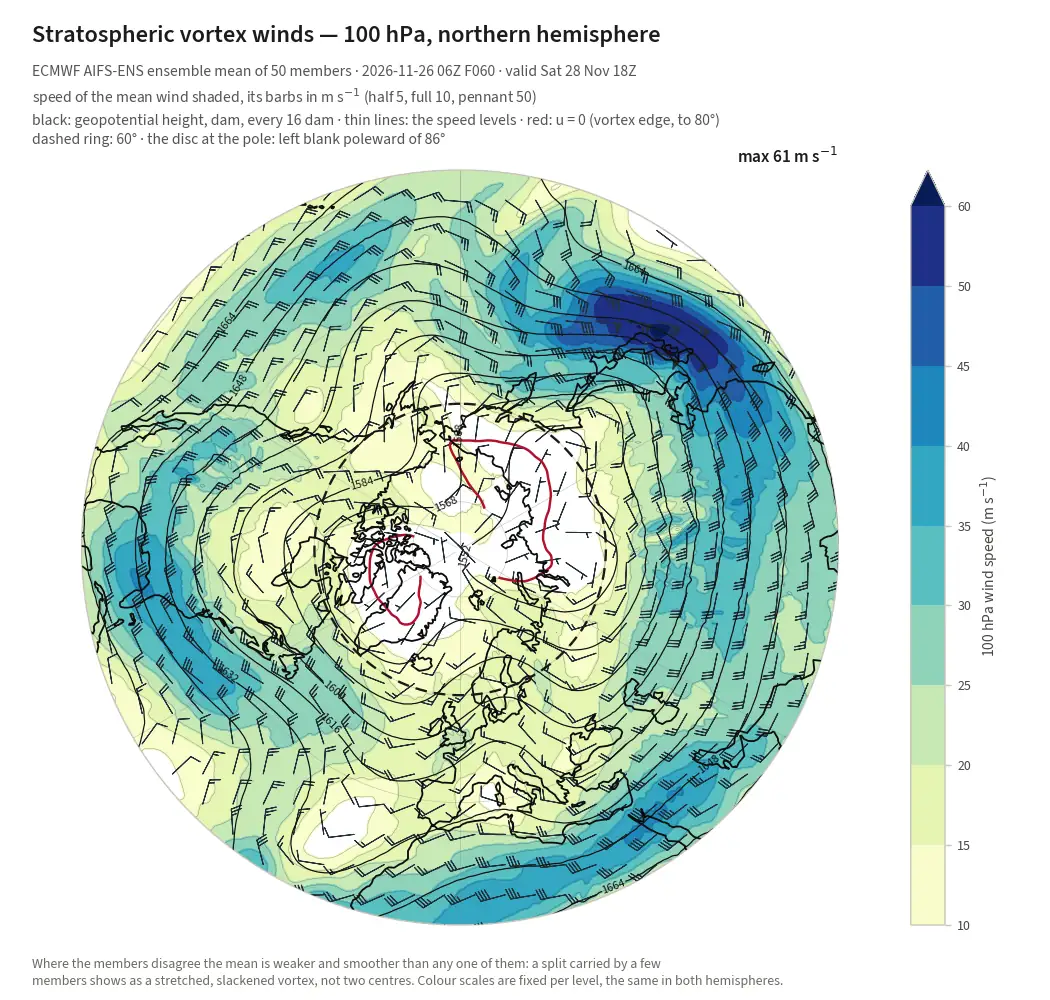 Stratospheric vortex winds — 100 hPa, northern hemisphere
ECMWF AIFS-ENS ensemble mean of 50 members · 2026-11-26 06Z F060 · valid Sat 28 Nov 18Z
speed of the mean wind shaded, its barbs in m s⁻¹ (half 5, full 10, pennant 50)
black: geopotential height, dam, every 16 dam · thin lines: the speed levels · red: u = 0 (vortex edge, to 80°)
dashed ring: 60° · the disc at the pole: left blank poleward of 86°
max 61 m s⁻¹
60
50
45
40
35
30
25
20
15
10
100 hPa wind speed (m s⁻¹)
1664
1664
1648
1584
1568
1552
1632
1600
1616
1648
1664
Where the members disagree the mean is weaker and smoother than any one of them: a split carried by a few
members shows as a stretched, slackened vortex, not two centres. Colour scales are fixed per level, the same in both hemispheres.